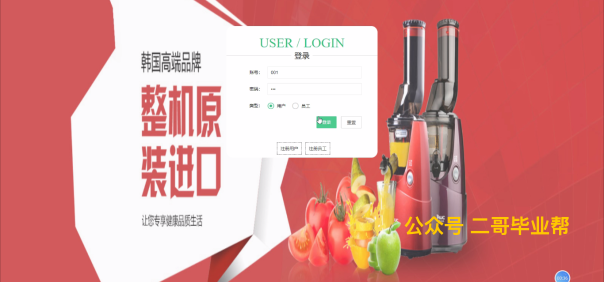 韩国高端品牌
整机原
装进口
让您专享健康品质生活
USER / LOGIN
登录
账号：
密码：
类型： 用户 员工
登录 重置
注册用户 注册员工
公众号 二哥毕业帮